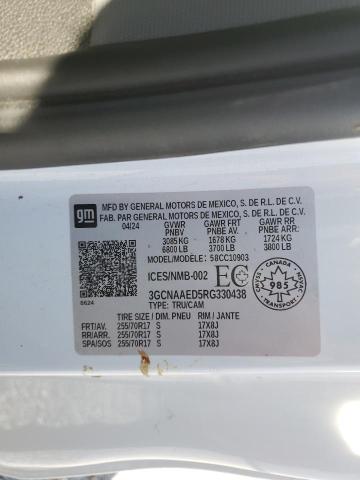 gm
MFD BY GENERAL MOTORS DE MEXICO, S. DE R.L. DE C.V.
FAB. PAR GENERAL MOTORS DE MEXICO, S. DE R.L. DE C.V.
04/24 GVWR GAWR FRT GAWR RR
PNBV PNBE AV. PNBE ARR:
3085 KG 1678 KG 1724 KG
6800 LB 3700 LB 3800 LB
MODEL/MODELE: 58CC10903
ICES/NMB-002 EC
985
3GCNAAED5RG330438
8624 TYPE: TRU/CAM
TIRE SIZE / DIM. PNEU RIM / JANTE
FRT/AV. 255/70R17 S 17X8J
RR/ARR. 255/70R17 S 17X8J
SPA/SOS 255/70R17 S 17X8J